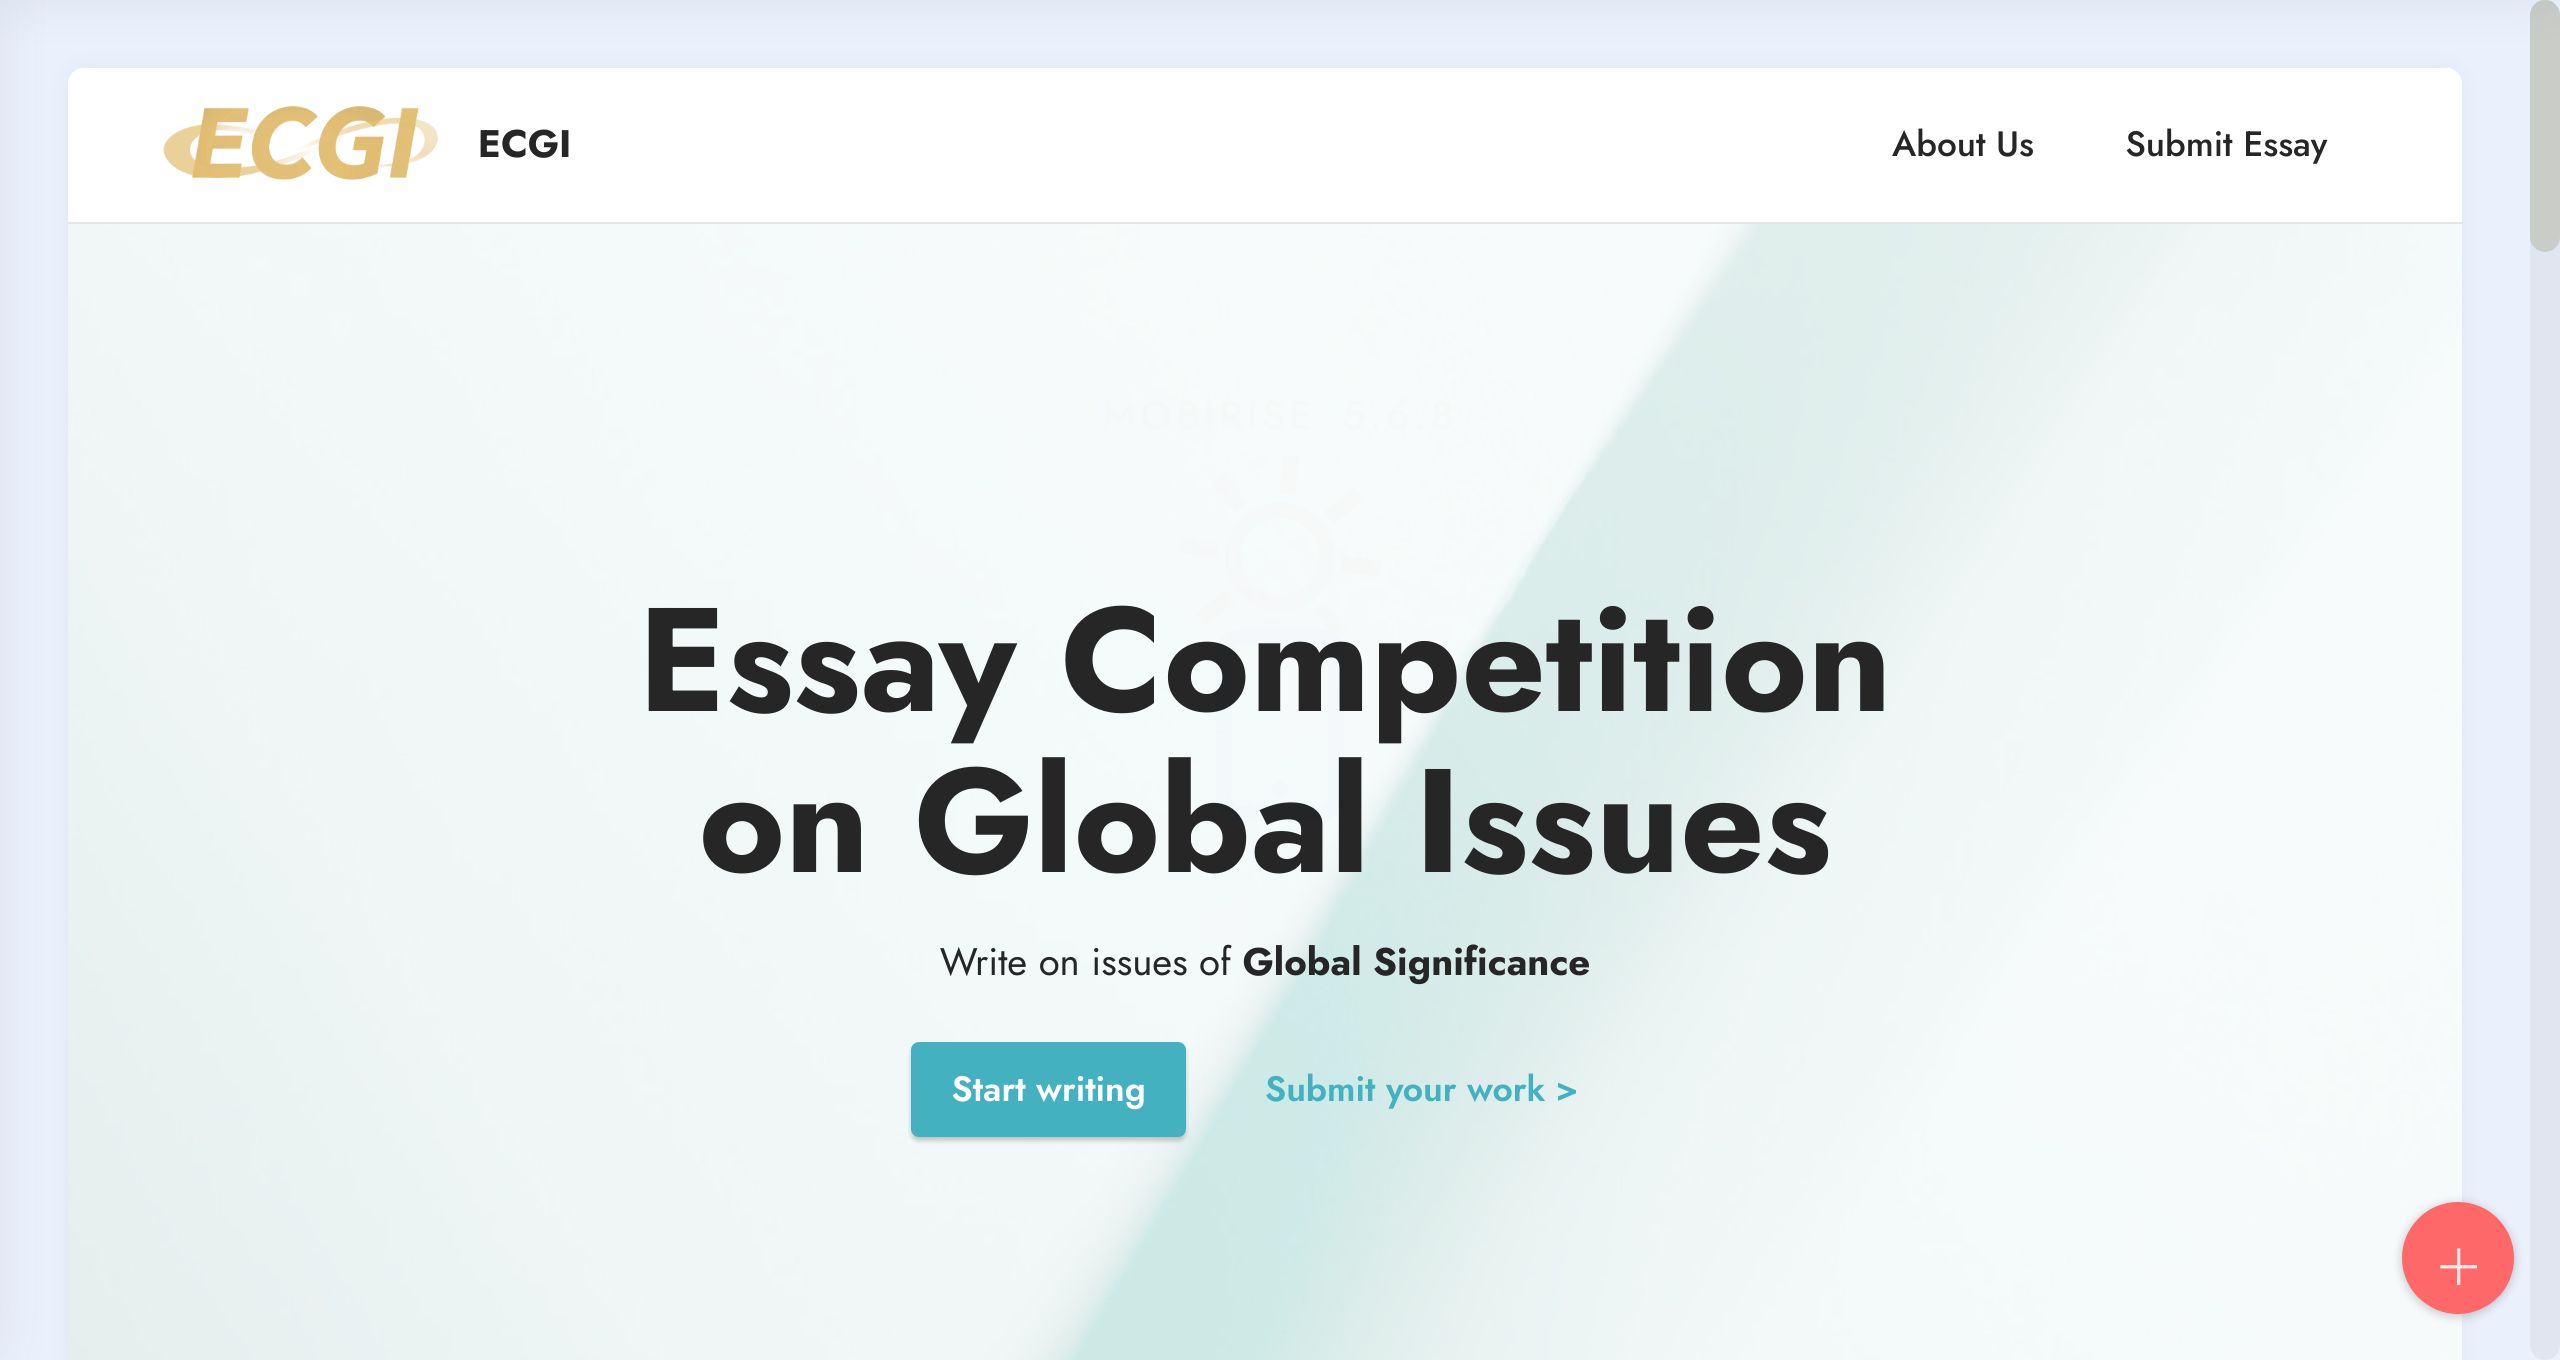 ECGI
ECGI
About Us
Submit Essay
MOBIRISE 5.6.8
Essay Competition
on Global Issues
Write on issues of Global Significance
Start writing
Submit your work >